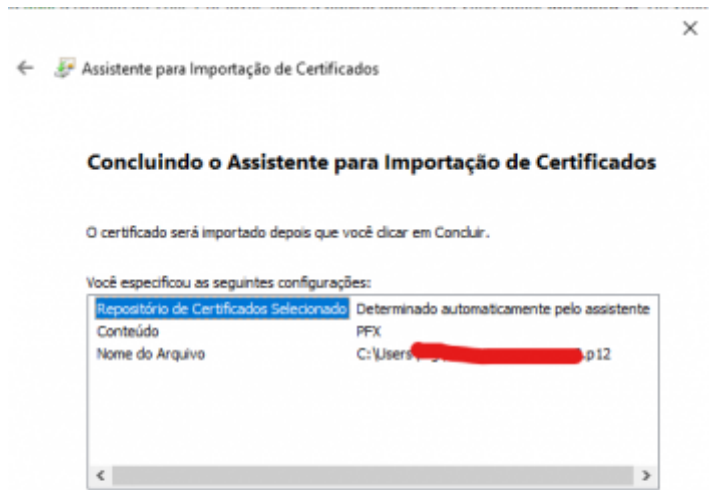 Assistente para Importação de Certificados
Concluindo o Assistente para Importação de Certificados
O certificado será importado depois que você clicar em Concluir.
Você especificou as seguintes configurações:
Repositório de Certificados Selecionado Determinado automaticamente pelo assistente
Conteúdo PFX
Nome do Arquivo C:\Users .p12